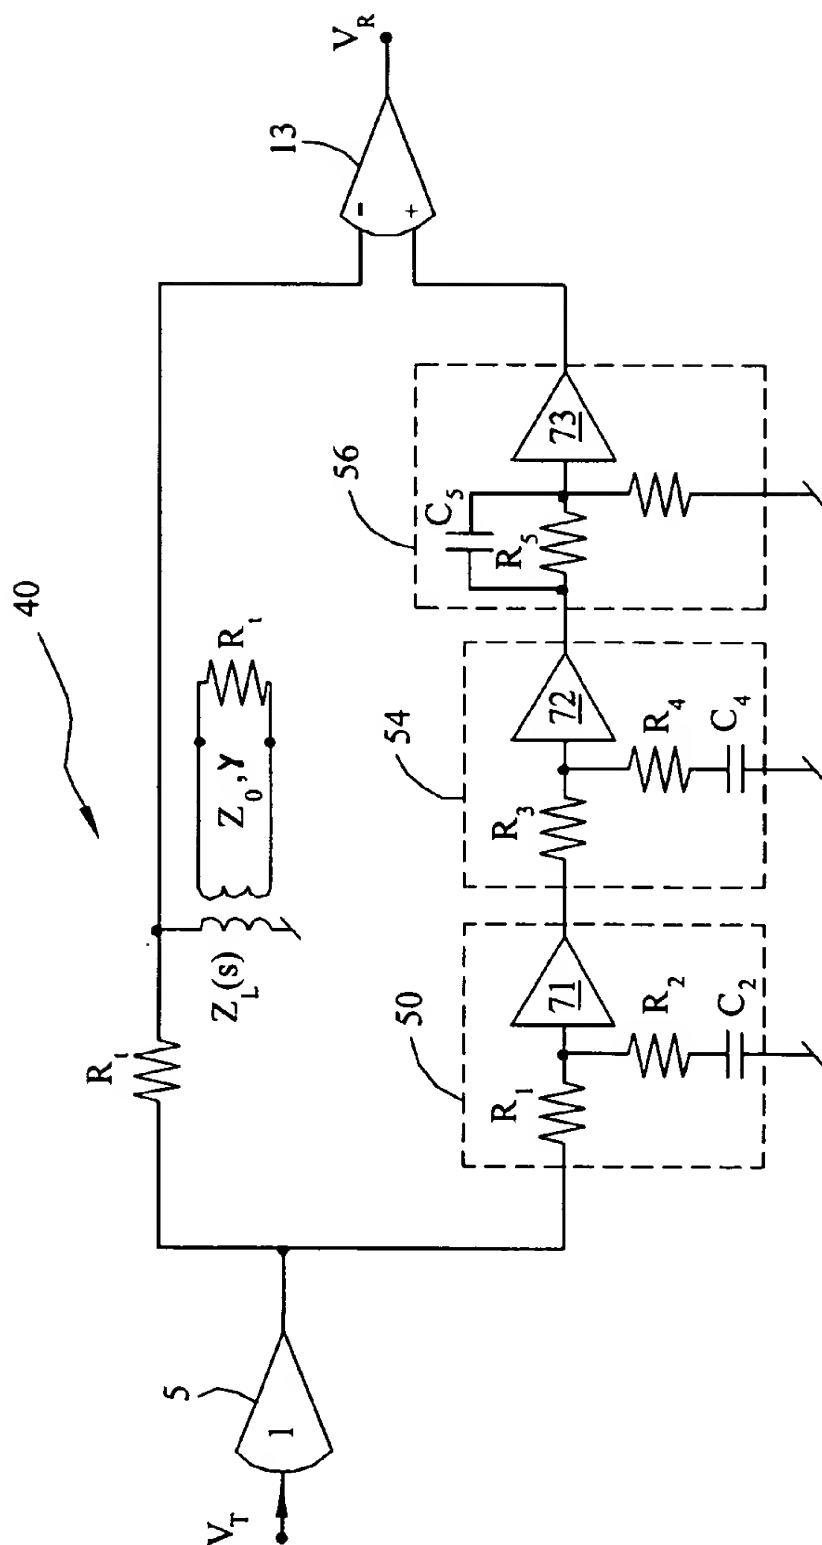 40
V_T
5
1
R_t
Z_L(s)
Z_0, γ
R_t
13
-
+
V_R
50
R_1
71
R_2
C_2
54
R_3
72
R_4
C_4
56
C_5
R_5
73